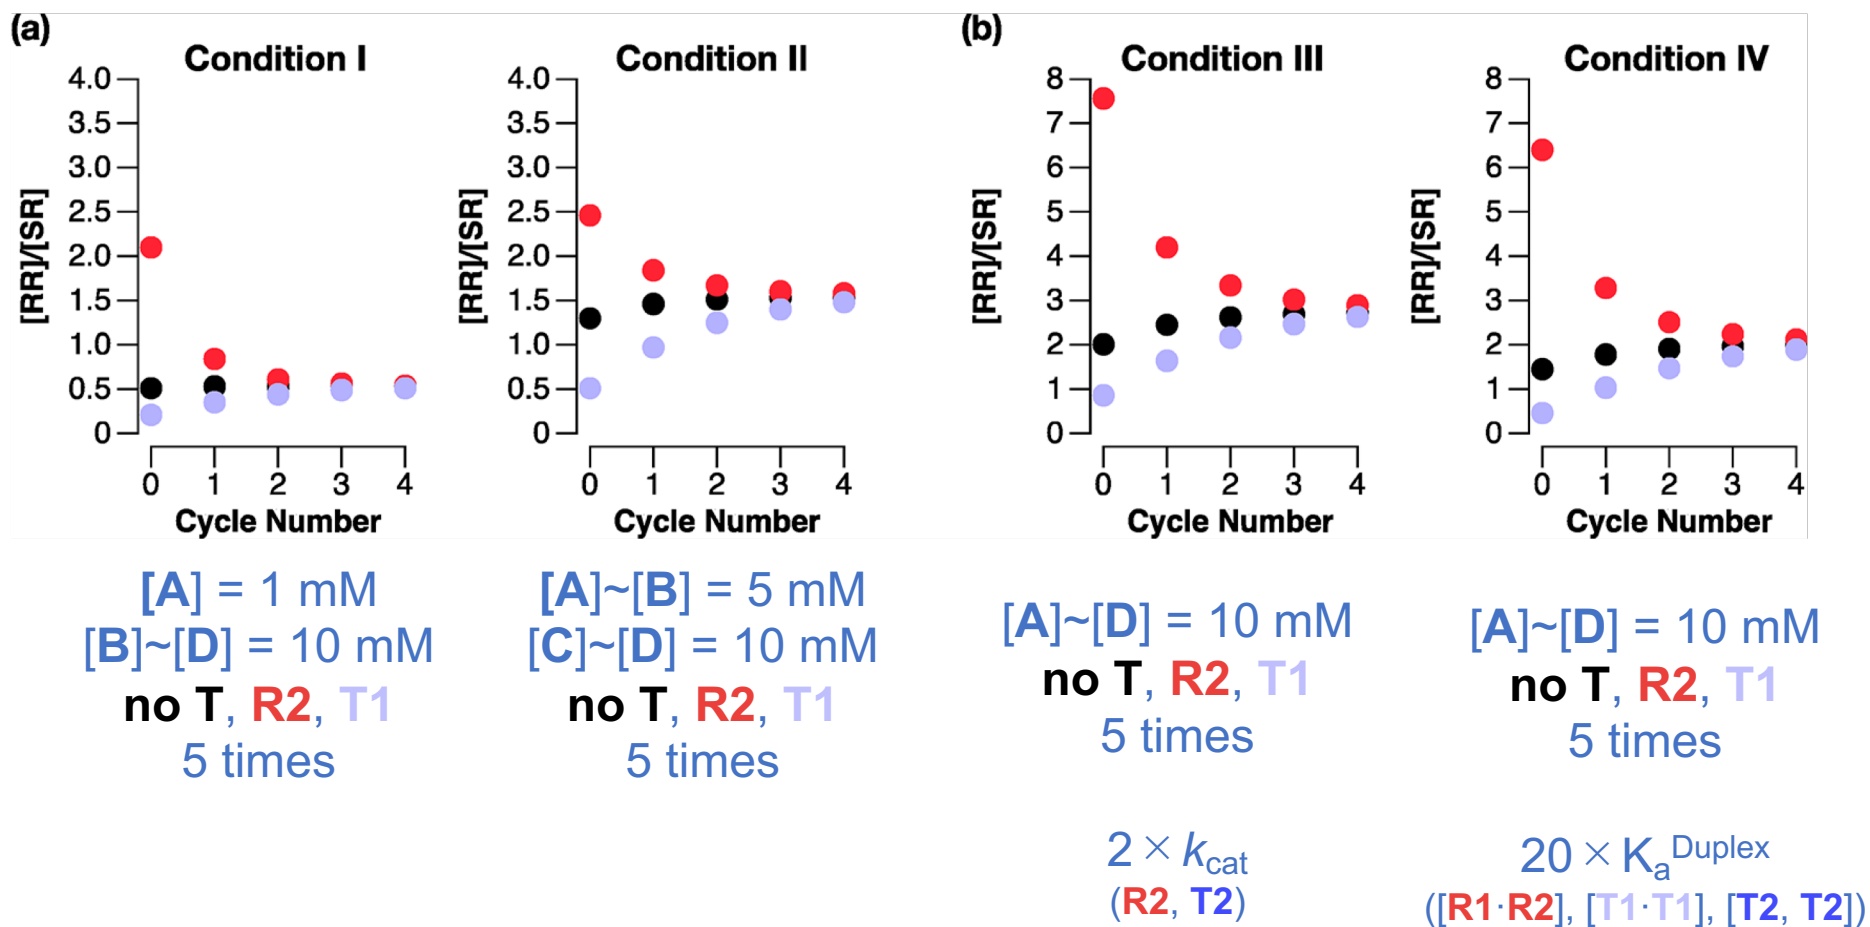 (a)
Condition I
[RR]/[SR]
4.0
3.5
3.0
2.5
2.0
1.5
1.0
0.5
0
0 1 2 3 4
Cycle Number
Condition II
[RR]/[SR]
4.0
3.5
3.0
2.5
2.0
1.5
1.0
0.5
0
0 1 2 3 4
Cycle Number
(b)
Condition III
[RR]/[SR]
8
7
6
5
4
3
2
1
0
0 1 2 3 4
Cycle Number
Condition IV
[RR]/[SR]
8
7
6
5
4
3
2
1
0
0 1 2 3 4
Cycle Number
[A] = 1 mM
[B]~[D] = 10 mM
no T, R2, T1
5 times
[A]~[B] = 5 mM
[C]~[D] = 10 mM
no T, R2, T1
5 times
[A]~[D] = 10 mM
no T, R2, T1
5 times
2 × kcat
(R2, T2)
[A]~[D] = 10 mM
no T, R2, T1
5 times
20 × KaDuplex
([R1·R2], [T1·T1], [T2, T2])